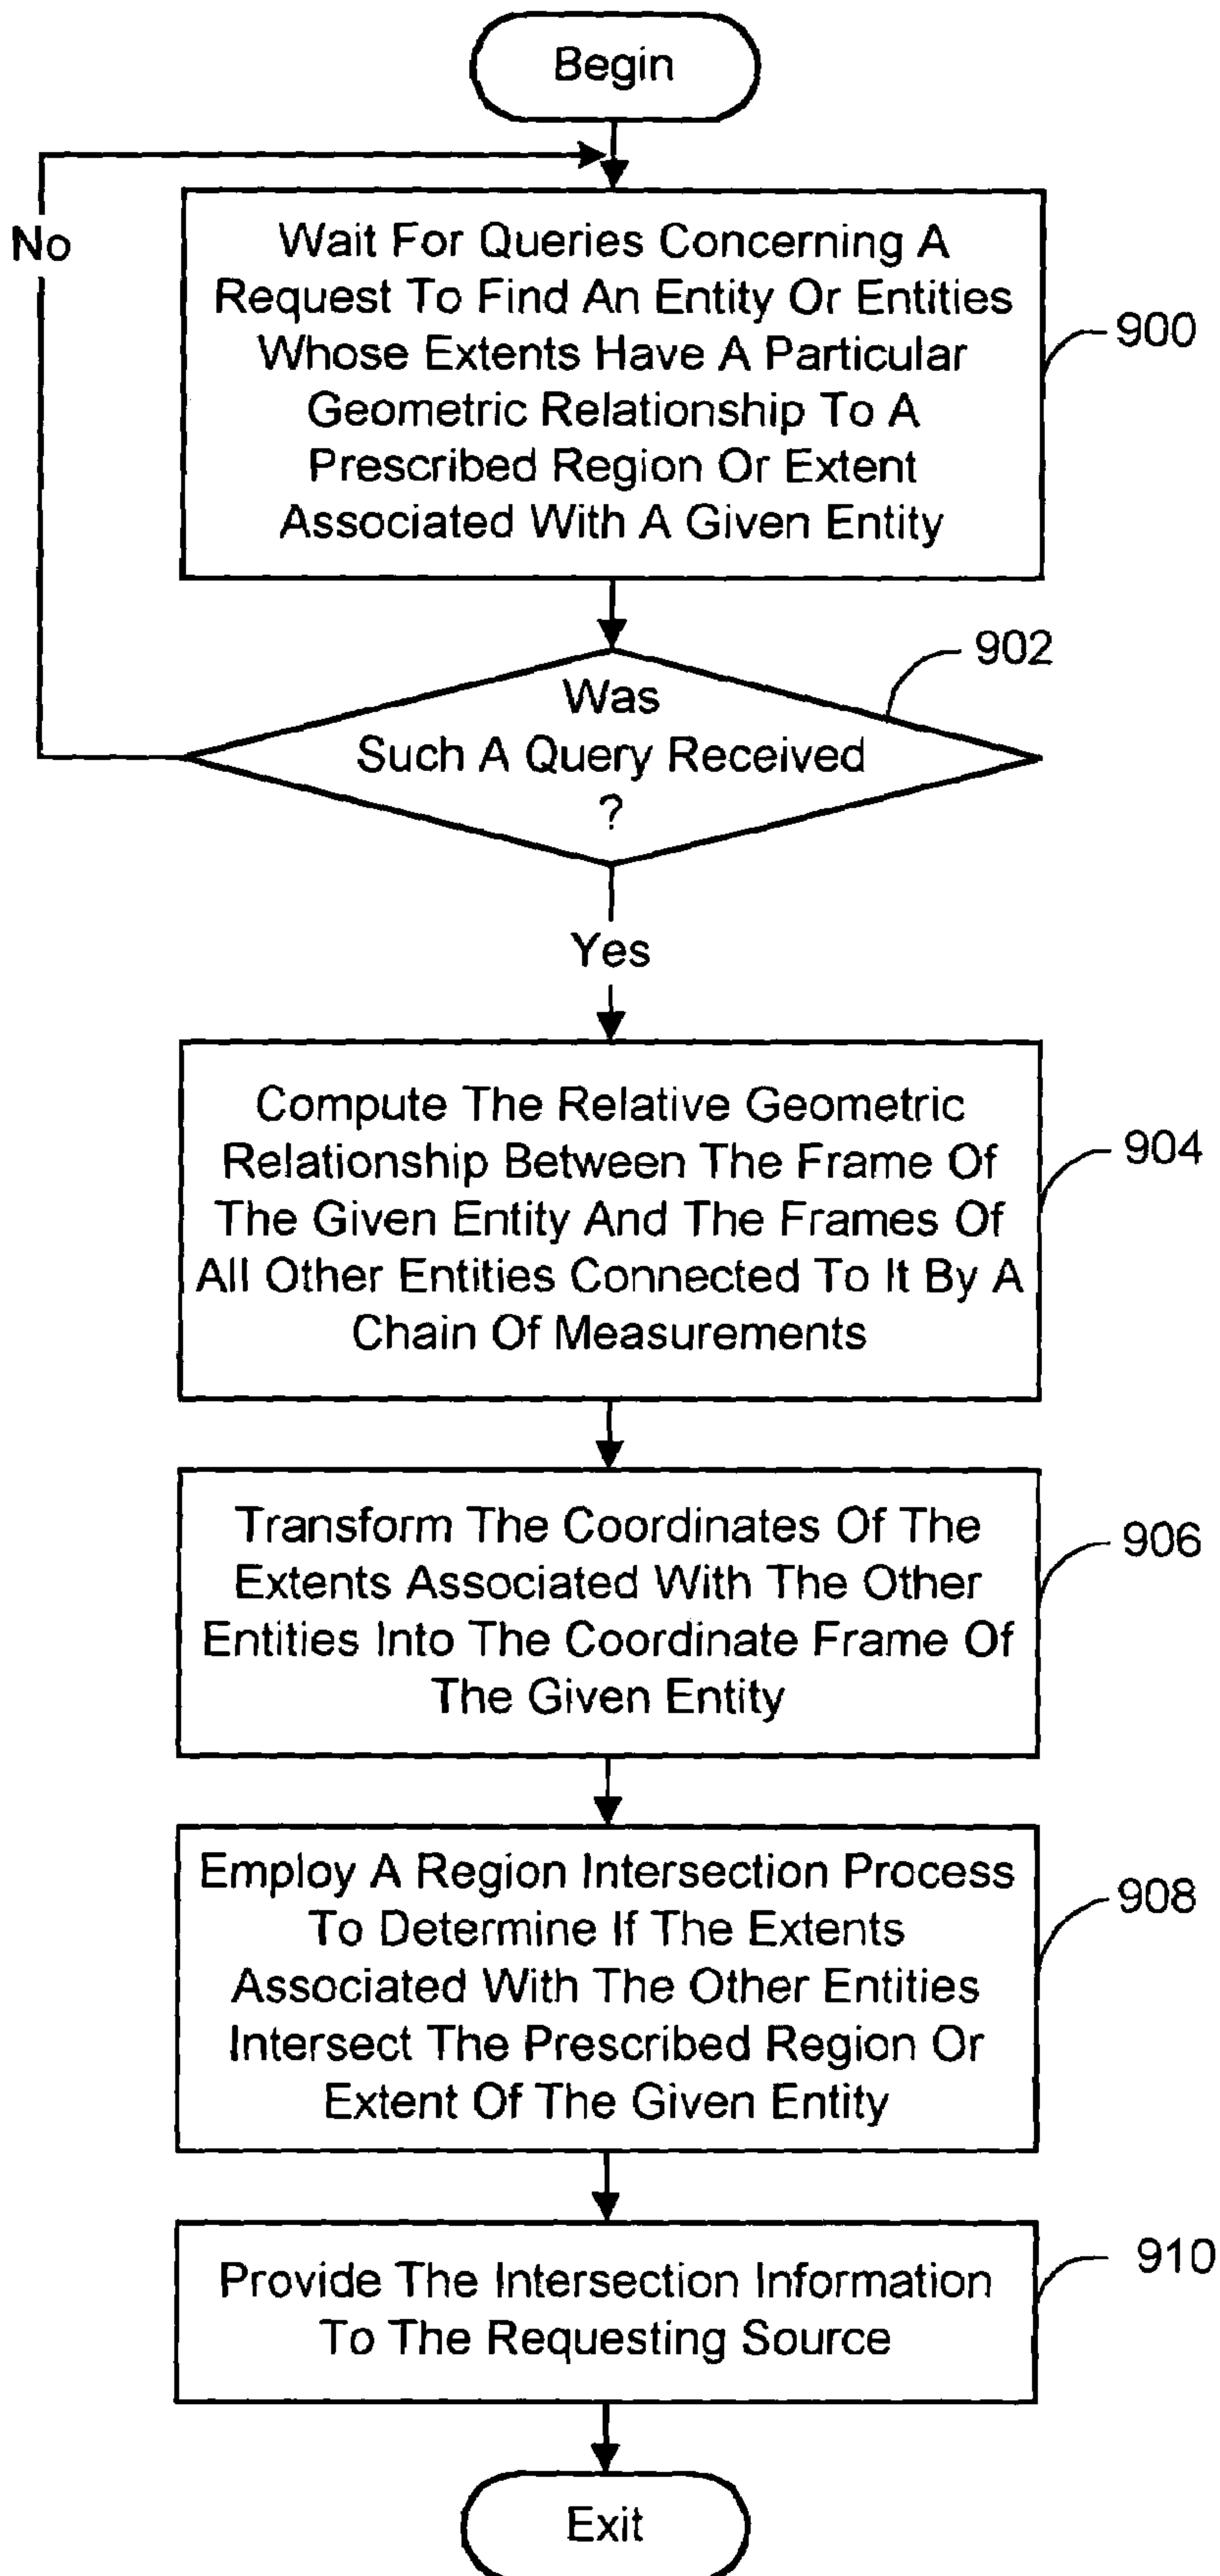 Begin
No
Wait For Queries Concerning A
Request To Find An Entity Or Entities
Whose Extents Have A Particular
Geometric Relationship To A
Prescribed Region Or Extent
Associated With A Given Entity
900
902
Was
Such A Query Received
?
Yes
Compute The Relative Geometric
Relationship Between The Frame Of
The Given Entity And The Frames Of
All Other Entities Connected To It By A
Chain Of Measurements
904
Transform The Coordinates Of The
Extents Associated With The Other
Entities Into The Coordinate Frame Of
The Given Entity
906
Employ A Region Intersection Process
To Determine If The Extents
Associated With The Other Entities
Intersect The Prescribed Region Or
Extent Of The Given Entity
908
Provide The Intersection Information
To The Requesting Source
910
Exit